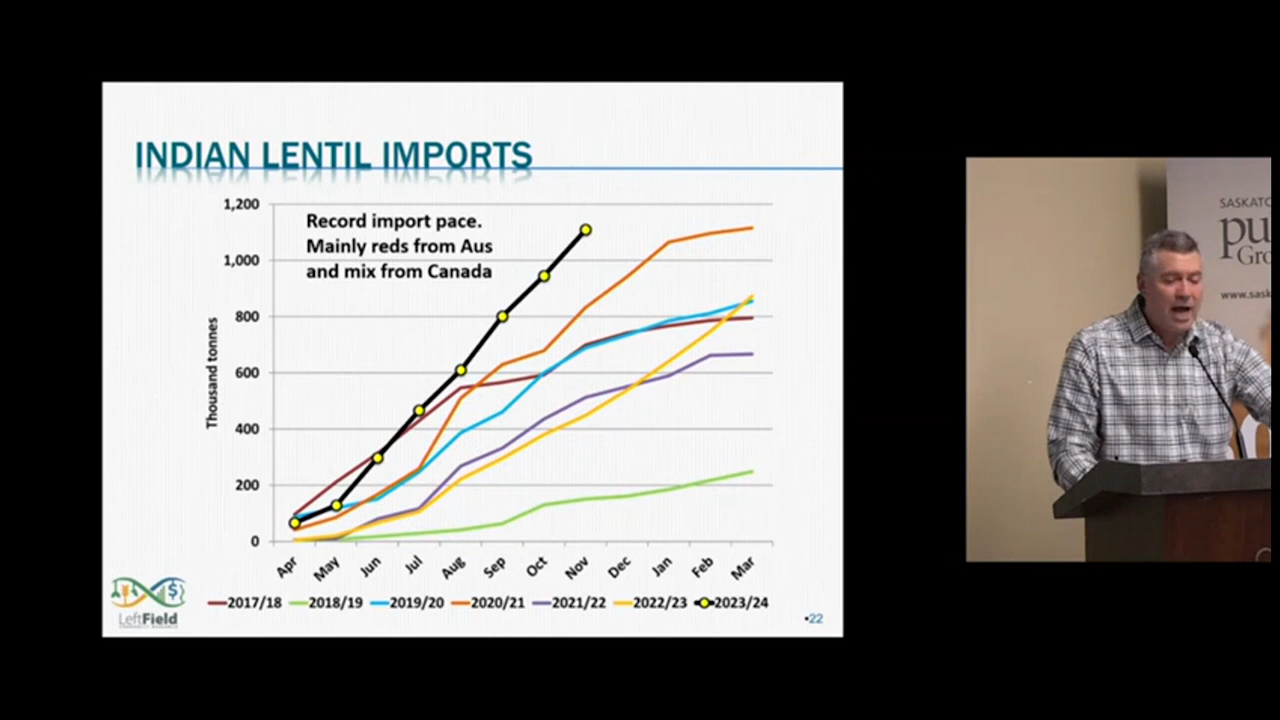 INDIAN LENTIL IMPORTS
Record import pace.
Mainly reds from Aus
and mix from Canada
1,200
1,000
800
600
400
200
0
Thousand tonnes
Apr May Jun Jul Aug Sep Oct Nov Dec Jan Feb Mar
2017/18 2018/19 2019/20 2020/21 2021/22 2022/23 2023/24
LeftField
•22
SASKATC
pu
Gro
www.sask